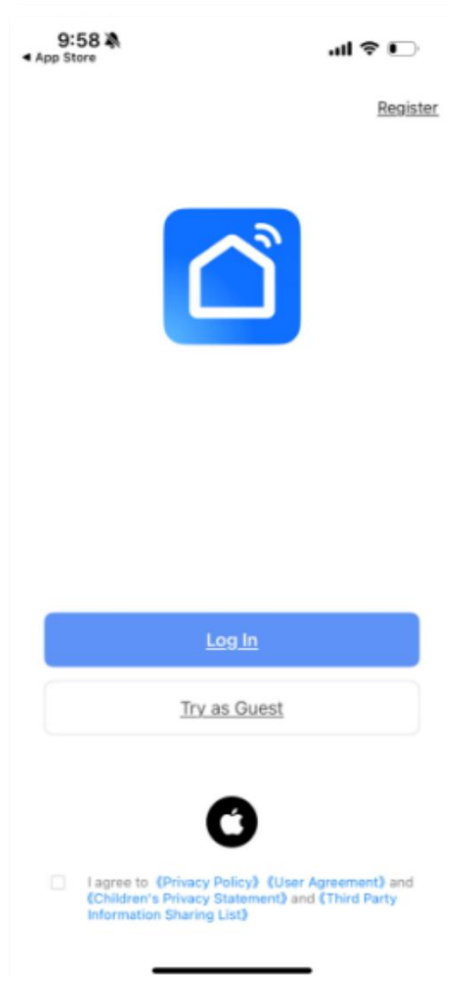 9:58
◀ App Store
Register
Log In
Try as Guest
I agree to 《Privacy Policy》 《User Agreement》 and
《Children's Privacy Statement》 and 《Third Party
Information Sharing List》